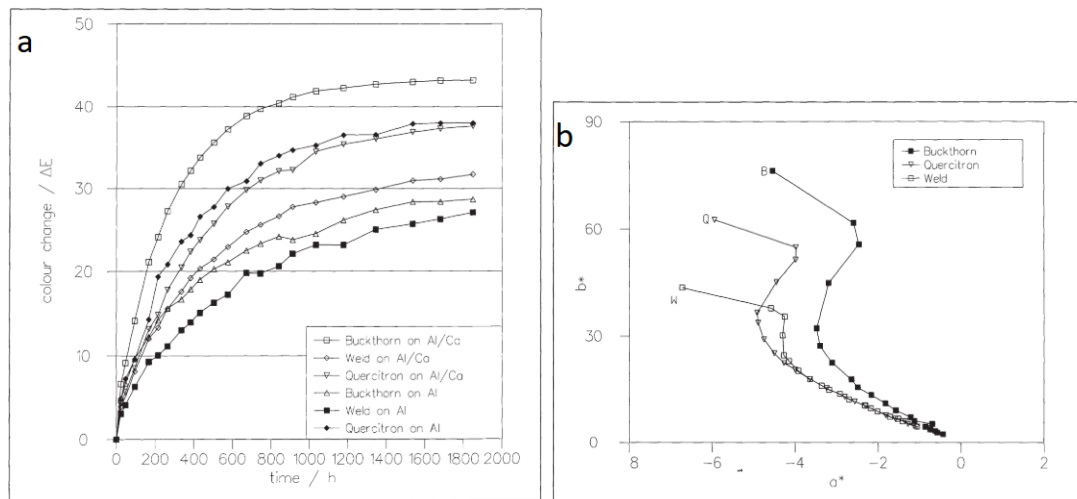 a
50
40
30
20
10
0
colour change / ΔE
Buckthorn on Al/Ca
Weld on Al/Ca
Quercitron on Al/Ca
Buckthorn on Al
Weld on Al
Quercitron on Al
0 200 400 600 800 1000 1200 1400 1600 1800 2000
time / h
b
90
60
30
0
b*
Buckthorn
Quercitron
Weld
B
Q
W
8 −6 −4 −2 0 2
a*